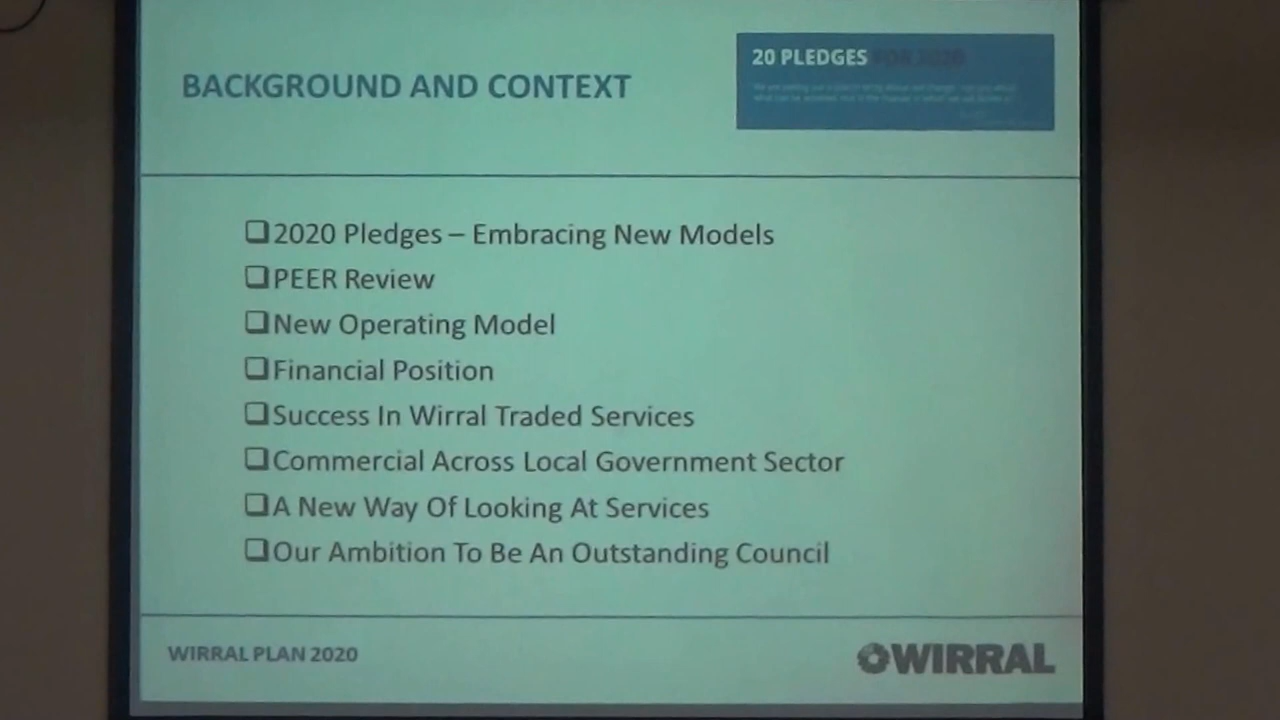 BACKGROUND AND CONTEXT
20 PLEDGES FOR 2020
❑2020 Pledges – Embracing New Models
❑PEER Review
❑New Operating Model
❑Financial Position
❑Success In Wirral Traded Services
❑Commercial Across Local Government Sector
❑A New Way Of Looking At Services
❑Our Ambition To Be An Outstanding Council
WIRRAL PLAN 2020
WIRRAL